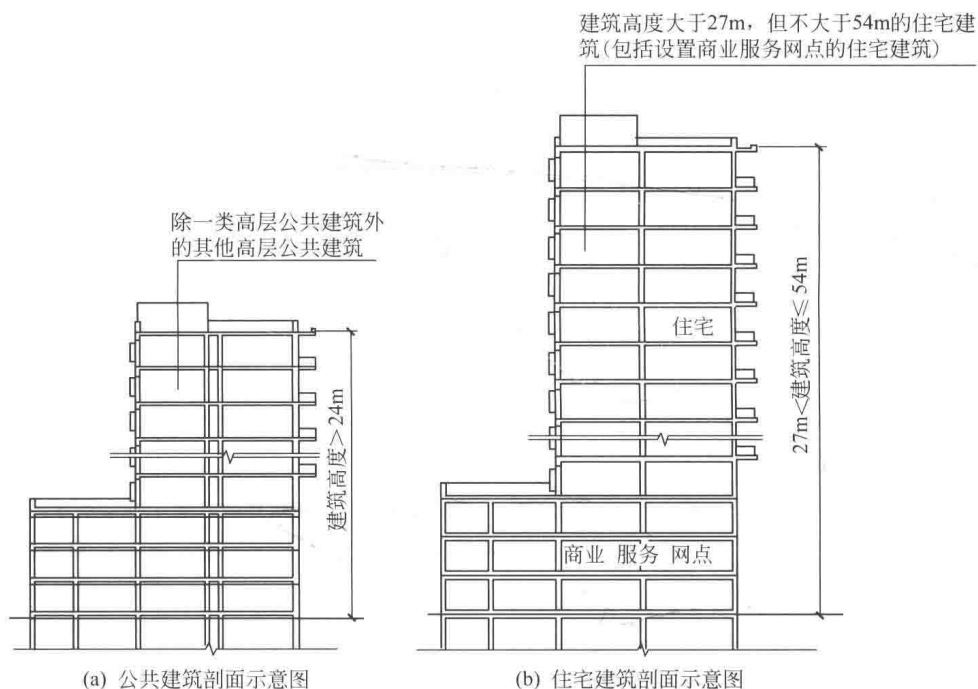 建筑高度大于27m，但不大于54m的住宅建
筑(包括设置商业服务网点的住宅建筑)
除一类高层公共建筑外
的其他高层公共建筑
建筑高度＞24m
住宅
27m＜建筑高度≤54m
商业 服务 网点
(a) 公共建筑剖面示意图
(b) 住宅建筑剖面示意图